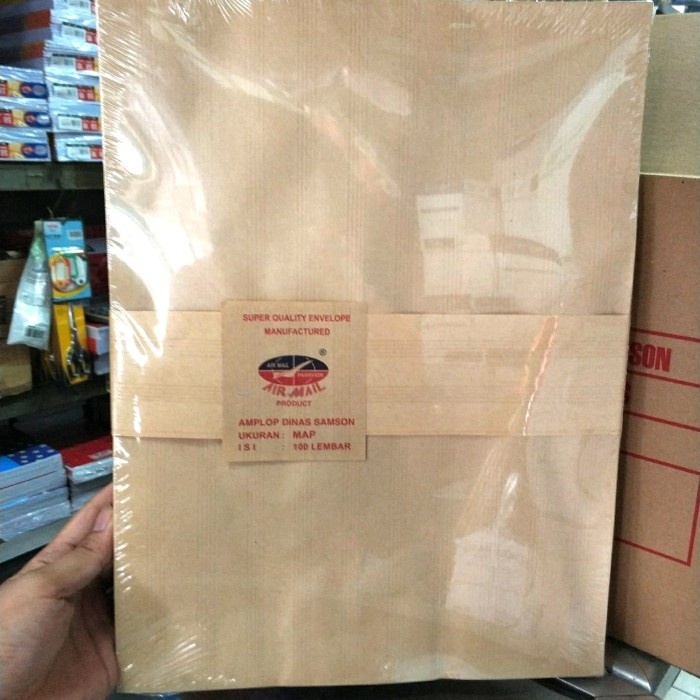 SUPER QUALITY ENVELOPE
MANUFACTURED
®
AIR MAIL
AIR MAIL
PRODUCT
AMPLOP DINAS SAMSON
UKURAN : MAP
ISI : 100 LEMBAR
SON